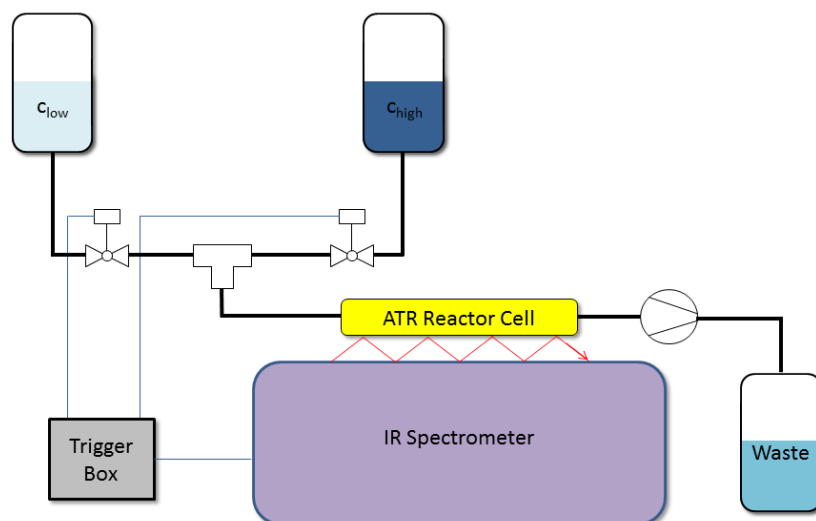 c_low
c_high
ATR Reactor Cell
IR Spectrometer
Trigger
Box
Waste